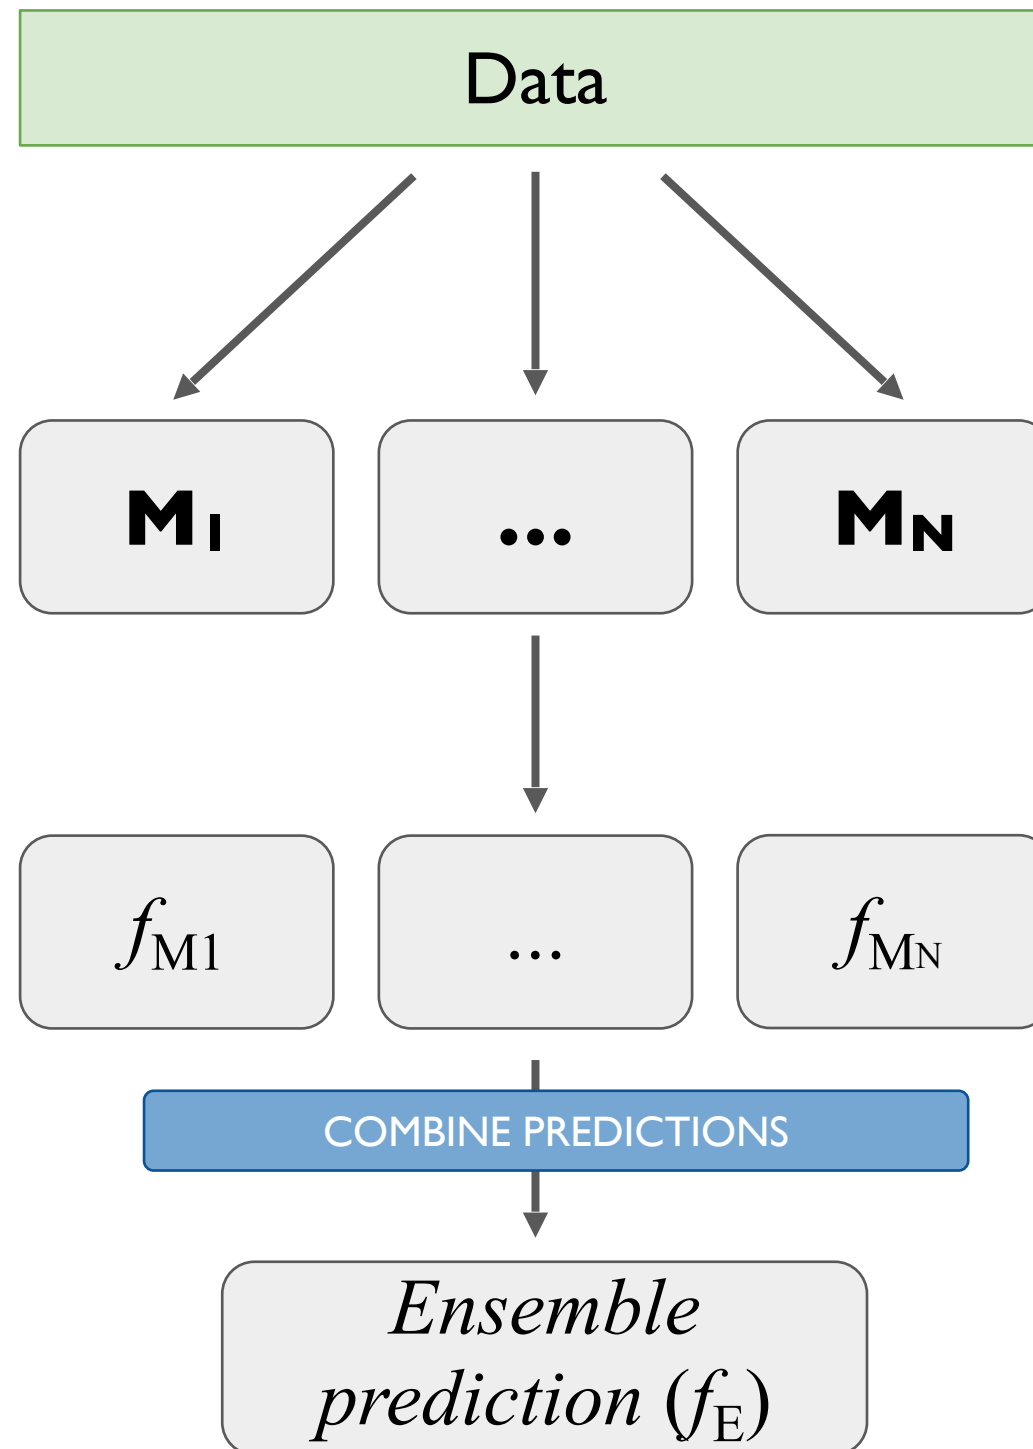 Data
M1 ... MN
fM1 ... fMN
COMBINE PREDICTIONS
Ensemble
prediction (fE)